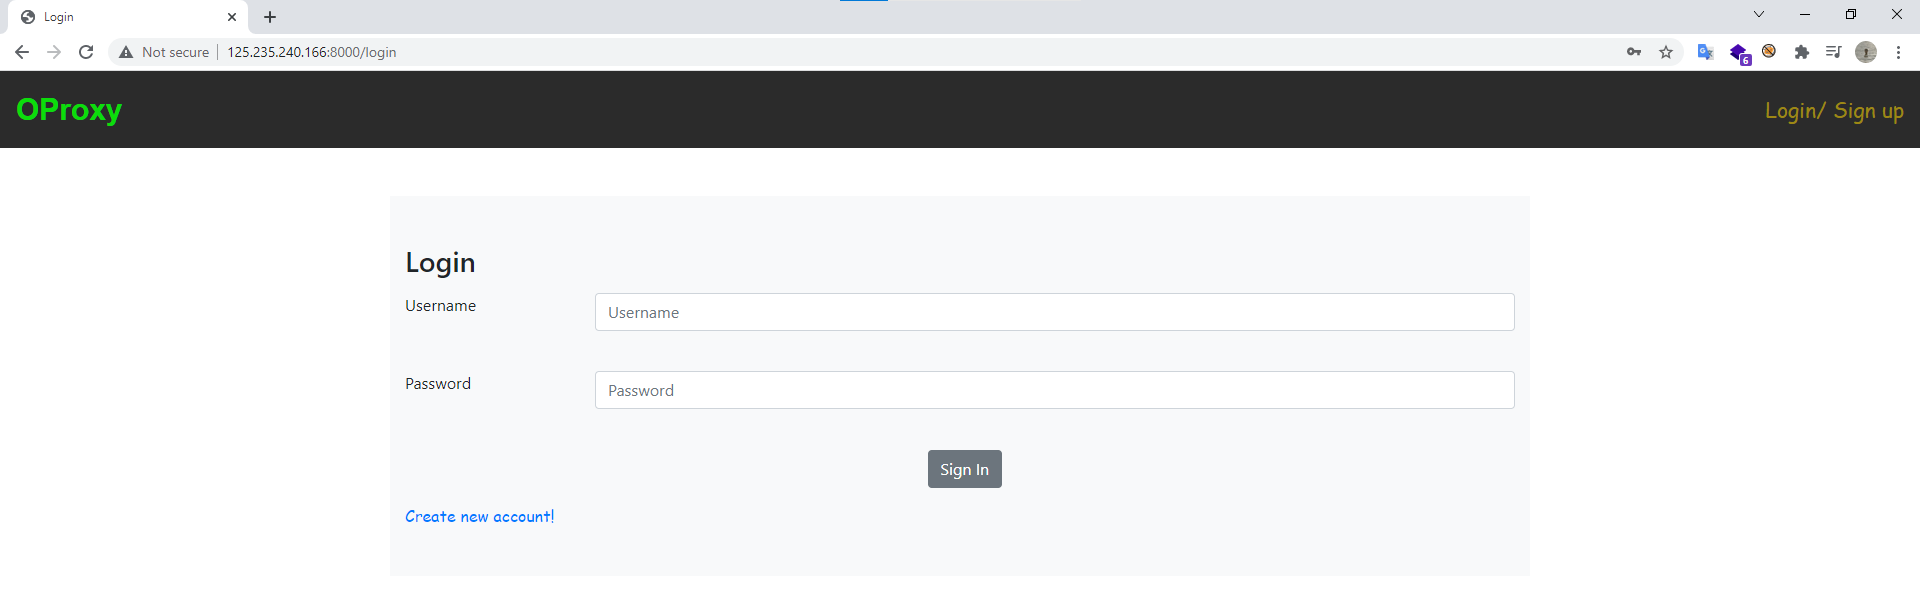 Login
Not secure
125.235.240.166:8000/login
6
OProxy
Login/ Sign up
Login
Username
Username
Password
Password
Sign In
Create new account!